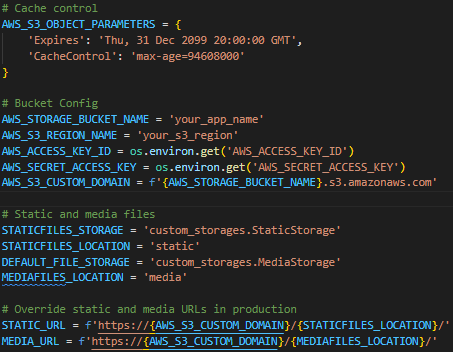 # Cache control
AWS_S3_OBJECT_PARAMETERS = {
    'Expires': 'Thu, 31 Dec 2099 20:00:00 GMT',
    'CacheControl': 'max-age=94608000'
}
# Bucket Config
AWS_STORAGE_BUCKET_NAME = 'your_app_name'
AWS_S3_REGION_NAME = 'your_s3_region'
AWS_ACCESS_KEY_ID = os.environ.get('AWS_ACCESS_KEY_ID')
AWS_SECRET_ACCESS_KEY = os.environ.get('AWS_SECRET_ACCESS_KEY')
AWS_S3_CUSTOM_DOMAIN = f'{AWS_STORAGE_BUCKET_NAME}.s3.amazonaws.com'
# Static and media files
STATICFILES_STORAGE = 'custom_storages.StaticStorage'
STATICFILES_LOCATION = 'static'
DEFAULT_FILE_STORAGE = 'custom_storages.MediaStorage'
MEDIAFILES_LOCATION = 'media'
# Override static and media URLs in production
STATIC_URL = f'https://{AWS_S3_CUSTOM_DOMAIN}/{STATICFILES_LOCATION}/'
MEDIA_URL = f'https://{AWS_S3_CUSTOM_DOMAIN}/{MEDIAFILES_LOCATION}/'